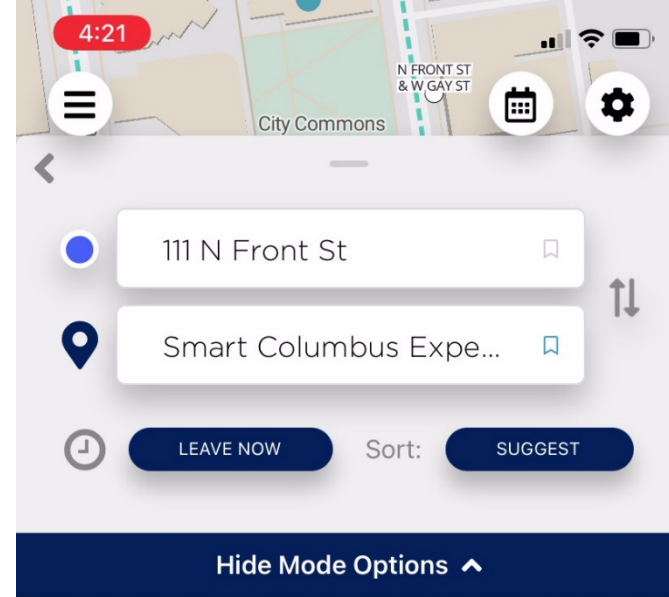 4:21
N FRONT ST
& W GAY ST
City Commons
111 N Front St
Smart Columbus Expe...
LEAVE NOW Sort: SUGGEST
Hide Mode Options